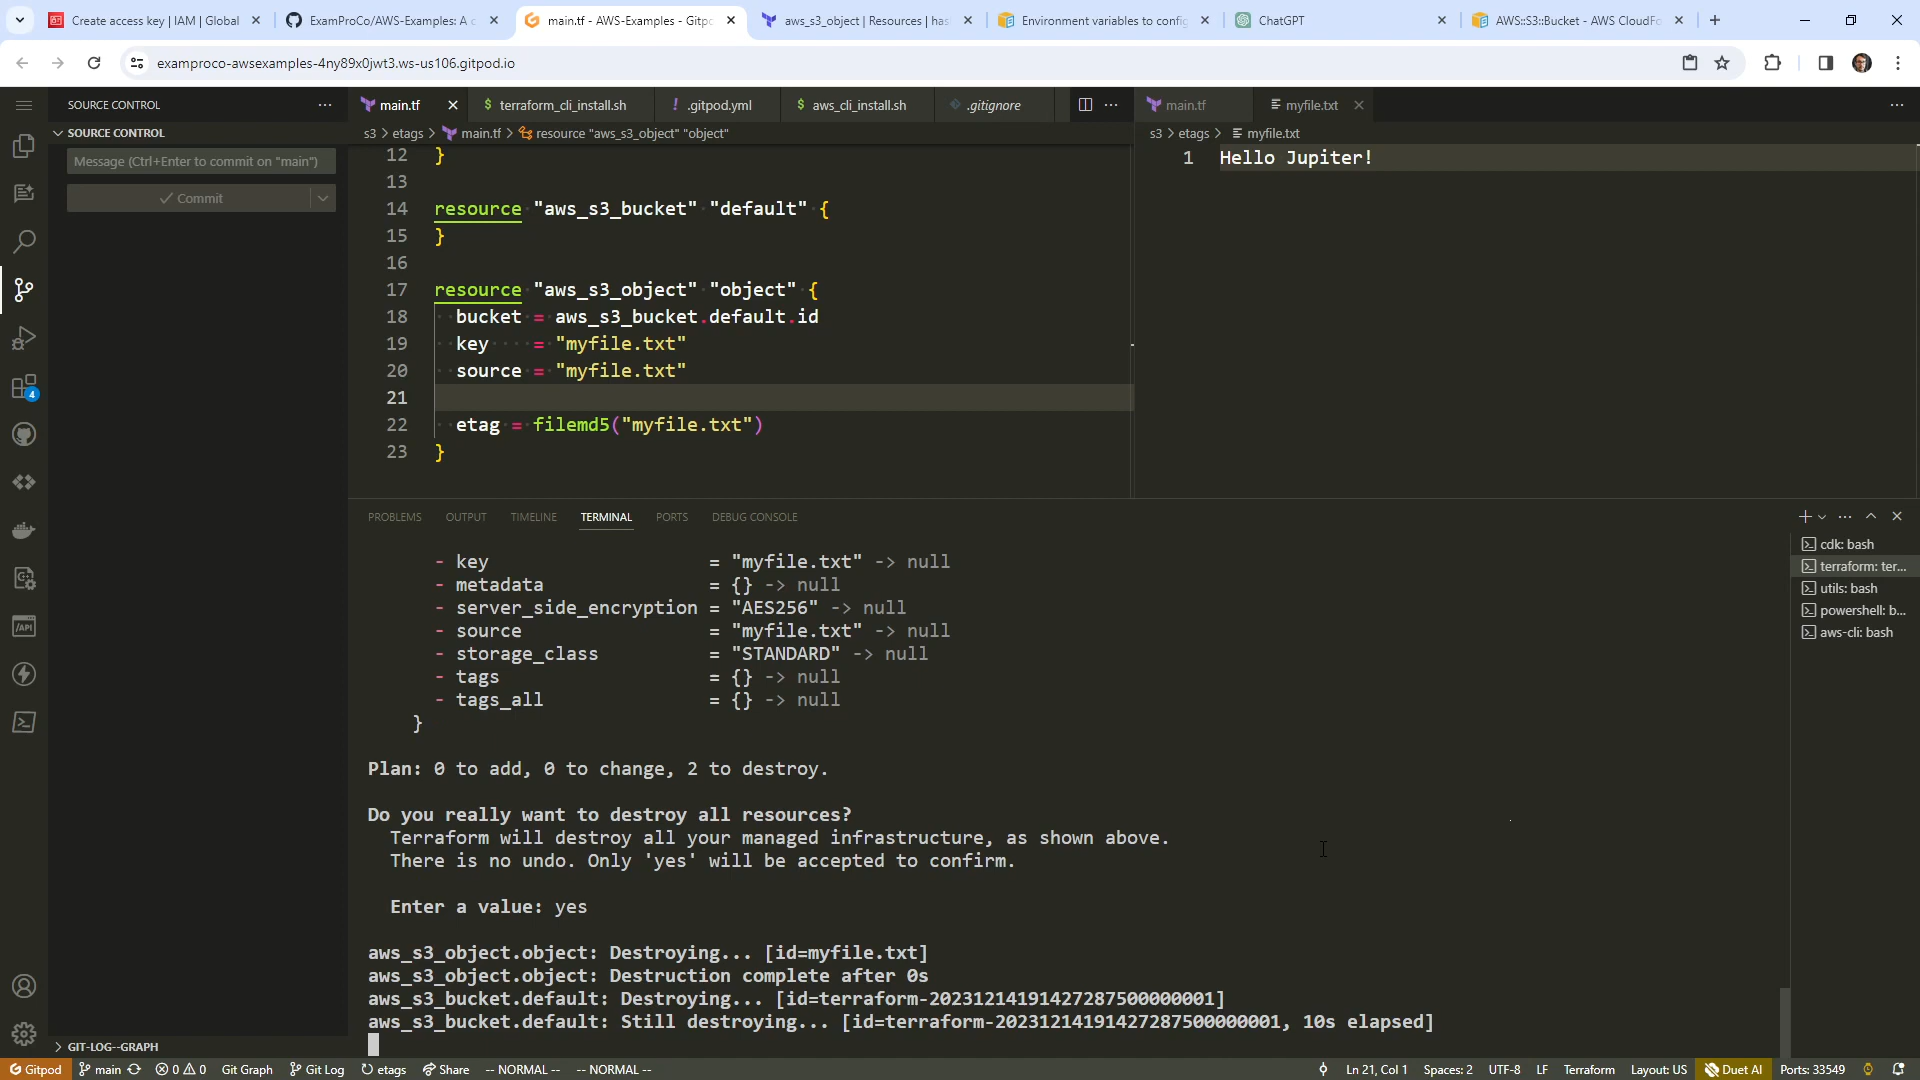 Create access key | IAM | Global
ExamProCo/AWS-Examples: A c
main.tf - AWS-Examples - Gitpo
aws_s3_object | Resources | has
Environment variables to config
ChatGPT
AWS::S3::Bucket - AWS CloudFo
examproco-awsexamples-4ny89x0jwt3.ws-us106.gitpod.io
SOURCE CONTROL
main.tf
terraform_cli_install.sh
.gitpod.yml
aws_cli_install.sh
.gitignore
main.tf
myfile.txt
SOURCE CONTROL
s3 > etags > main.tf > resource "aws_s3_object" "object"
s3 > etags > myfile.txt
Message (Ctrl+Enter to commit on "main")
Commit
12 }
13
14 resource "aws_s3_bucket" "default" {
15 }
16
17 resource "aws_s3_object" "object" {
18 bucket = aws_s3_bucket.default.id
19 key = "myfile.txt"
20 source = "myfile.txt"
21
22 etag = filemd5("myfile.txt")
23 }
1 Hello Jupiter!
PROBLEMS OUTPUT TIMELINE TERMINAL PORTS DEBUG CONSOLE
- key = "myfile.txt" -> null
- metadata = {} -> null
- server_side_encryption = "AES256" -> null
- source = "myfile.txt" -> null
- storage_class = "STANDARD" -> null
- tags = {} -> null
- tags_all = {} -> null
}
Plan: 0 to add, 0 to change, 2 to destroy.
Do you really want to destroy all resources?
Terraform will destroy all your managed infrastructure, as shown above.
There is no undo. Only 'yes' will be accepted to confirm.
Enter a value: yes
aws_s3_object.object: Destroying... [id=myfile.txt]
aws_s3_object.object: Destruction complete after 0s
aws_s3_bucket.default: Destroying... [id=terraform-20231214191427287500000001]
aws_s3_bucket.default: Still destroying... [id=terraform-20231214191427287500000001, 10s elapsed]
cdk: bash
terraform: ter...
utils: bash
powershell: b...
aws-cli: bash
4
API
GIT-LOG--GRAPH
Gitpod main 0 0 Git Graph Git Log etags Share -- NORMAL -- -- NORMAL -- Ln 21, Col 1 Spaces: 2 UTF-8 LF Terraform Layout: US Duet AI Ports: 33549